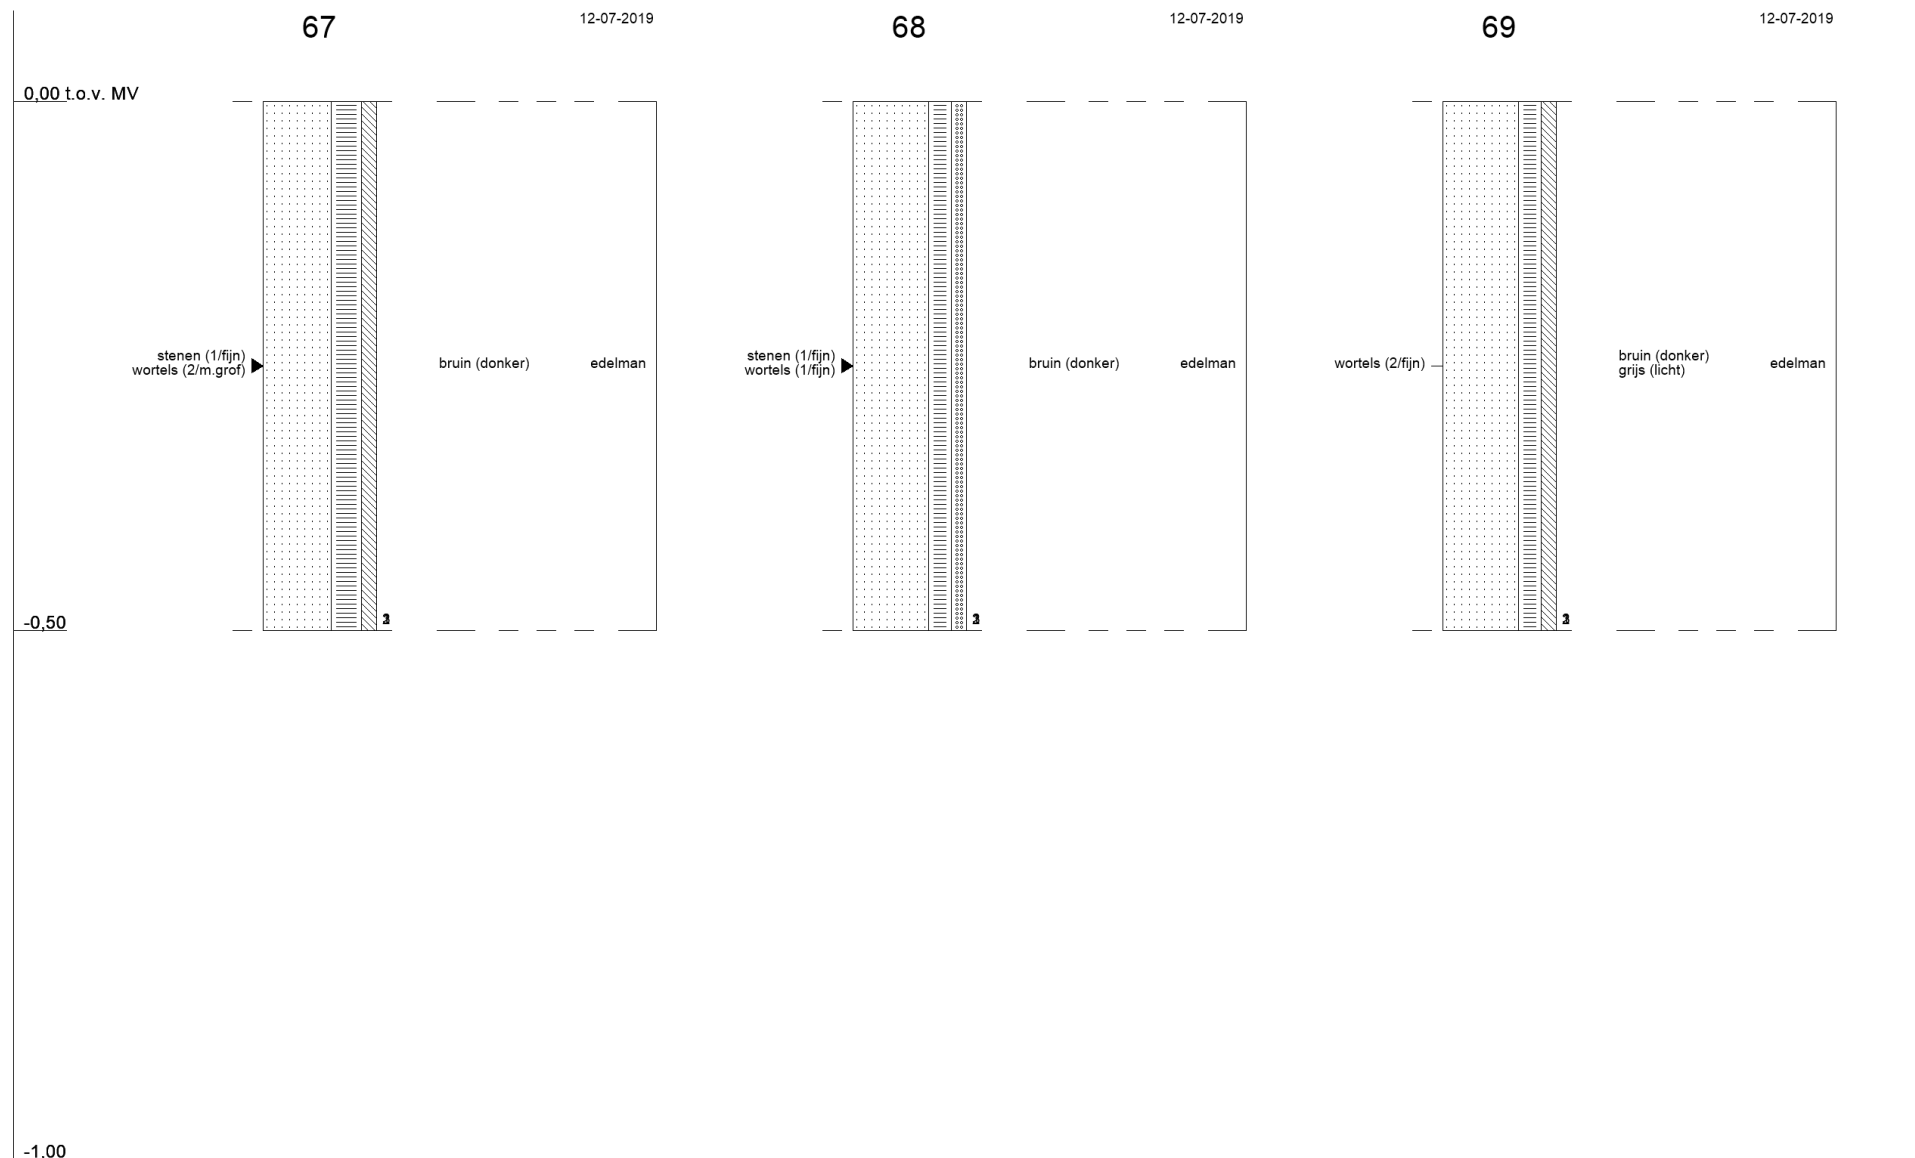 67
12-07-2019
68
12-07-2019
69
12-07-2019
0,00 t.o.v. MV
stenen (1/fijn)
wortels (2/m.grof)
bruin (donker)
edelman
stenen (1/fijn)
wortels (1/fijn)
bruin (donker)
edelman
wortels (2/fijn)
bruin (donker)
grijs (licht)
edelman
-0,50
-1,00